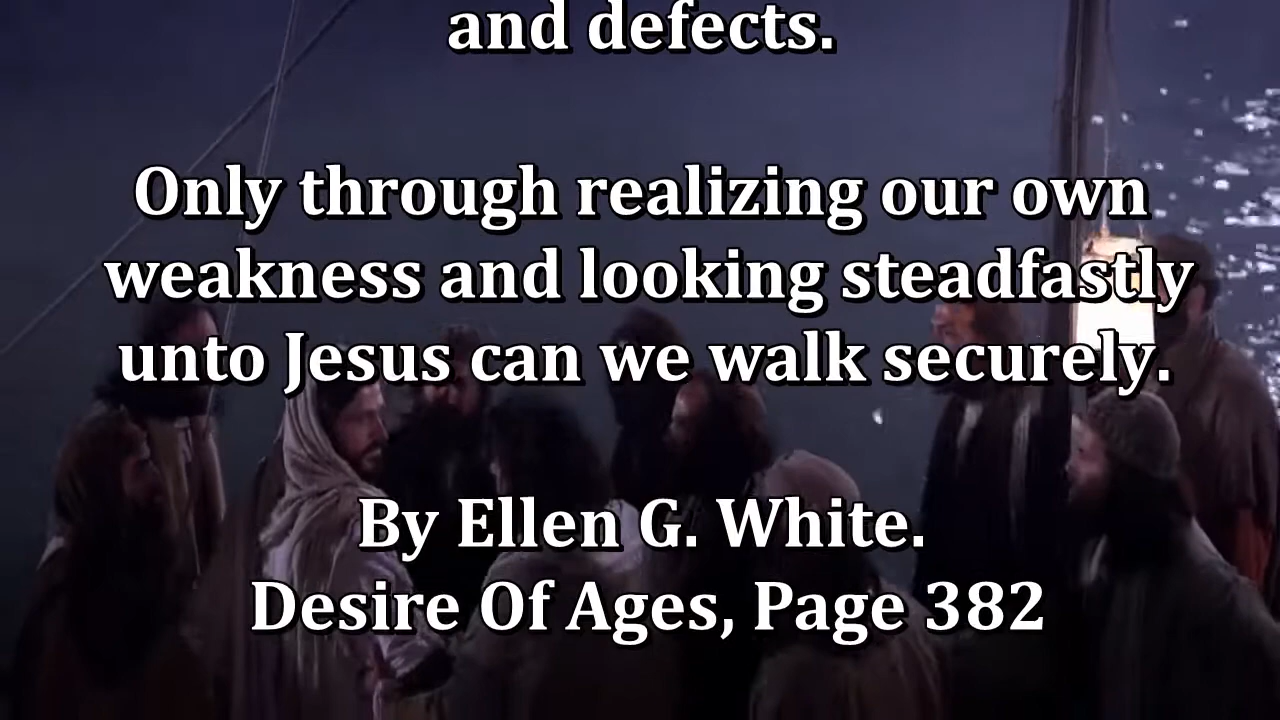 and defects.
Only through realizing our own
weakness and looking steadfastly
unto Jesus can we walk securely.
By Ellen G. White.
Desire Of Ages, Page 382